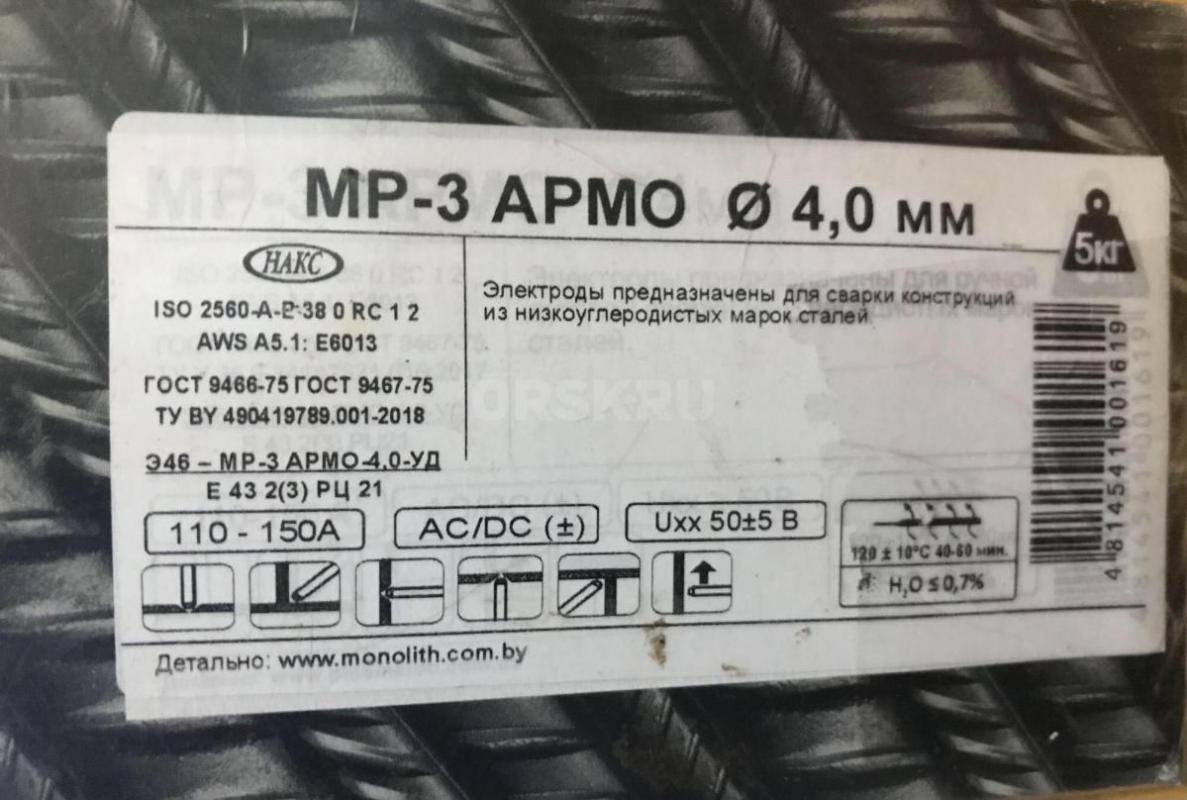 МР-3 АРМО Ø 4,0 мм
5кг
НАКС
ISO 2560-A-E 38 0 RC 1 2
AWS A5.1: E6013
ГОСТ 9466-75 ГОСТ 9467-75
ТУ BY 490419789.001-2018
Э46 – МР-3 АРМО-4,0-УД
Е 43 2(3) РЦ 21
Электроды предназначены для сварки конструкций
из низкоуглеродистых марок сталей
ORSK.RU
110 - 150А
AC/DC (±)
Uxx 50±5 В
120 ± 10°С 40-60 мин.
H₂O ≤ 0,7%
Детально: www.monolith.com.by
4 814541 001619